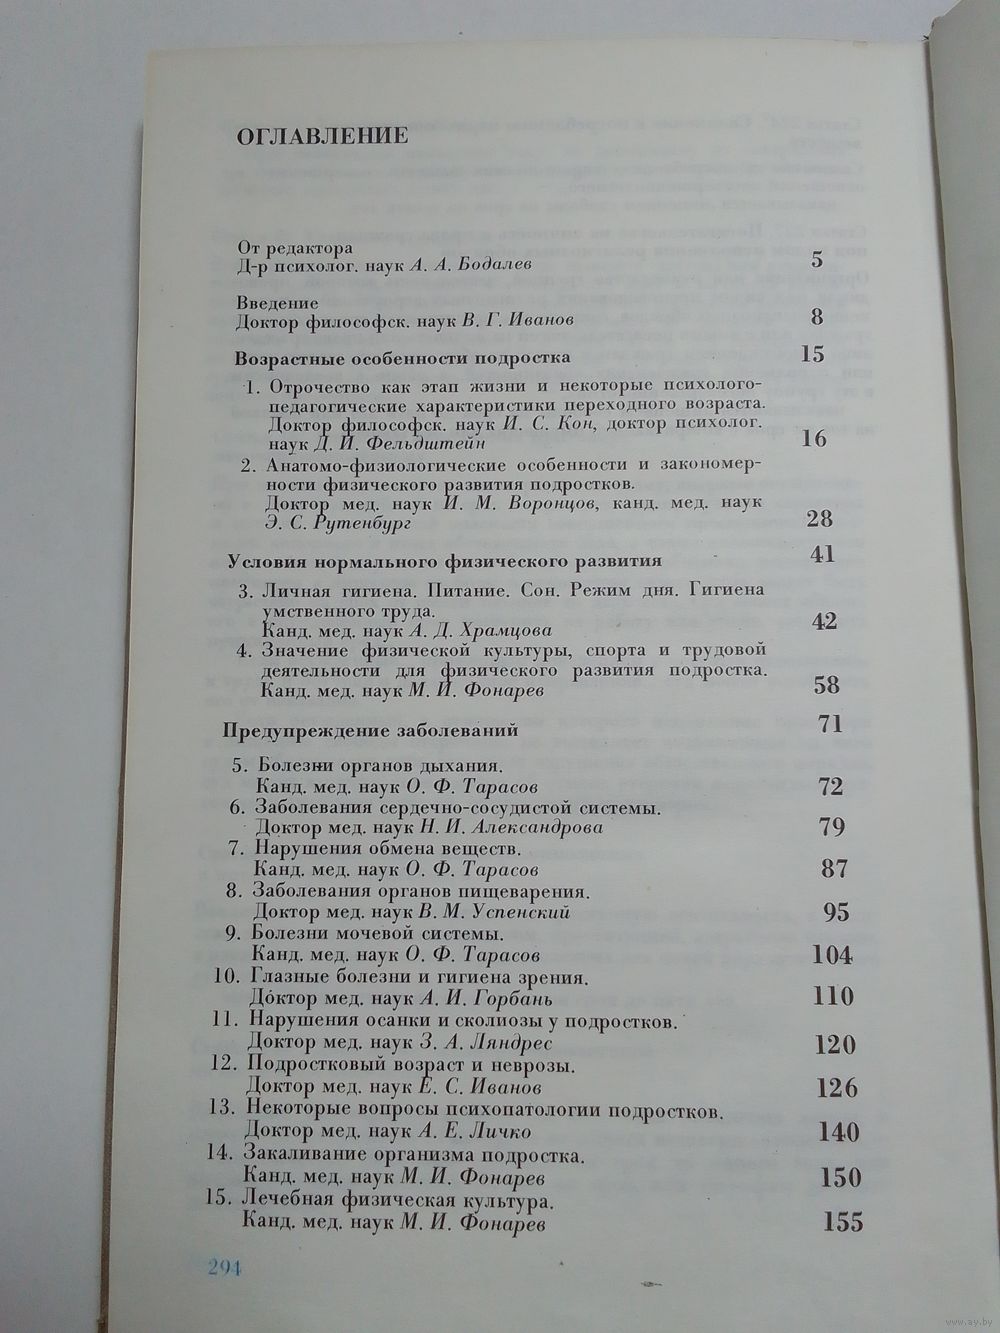 ОГЛАВЛЕНИЕ
От редактора
Д-р психолог. наук А. А. Бодалев 5
Введение
Доктор философск. наук В. Г. Иванов 8
Возрастные особенности подростка 15
1. Отрочество как этап жизни и некоторые психолого-
педагогические характеристики переходного возраста.
Доктор философск. наук И. С. Кон, доктор психолог.
наук Д. И. Фельдштейн 16
2. Анатомо-физиологические особенности и закономер-
ности физического развития подростков.
Доктор мед. наук И. М. Воронцов, канд. мед. наук
Э. С. Рутенбург 28
Условия нормального физического развития 41
3. Личная гигиена. Питание. Сон. Режим дня. Гигиена
умственного труда.
Канд. мед. наук А. Д. Храмцова 42
4. Значение физической культуры, спорта и трудовой
деятельности для физического развития подростка.
Канд. мед. наук М. И. Фонарев 58
Предупреждение заболеваний 71
5. Болезни органов дыхания.
Канд. мед. наук О. Ф. Тарасов 72
6. Заболевания сердечно-сосудистой системы.
Доктор мед. наук Н. И. Александрова 79
7. Нарушения обмена веществ.
Канд. мед. наук О. Ф. Тарасов 87
8. Заболевания органов пищеварения.
Доктор мед. наук В. М. Успенский 95
9. Болезни мочевой системы.
Канд. мед. наук О. Ф. Тарасов 104
10. Глазные болезни и гигиена зрения.
Доктор мед. наук А. И. Горбань 110
11. Нарушения осанки и сколиозы у подростков.
Доктор мед. наук З. А. Ляндрес 120
12. Подростковый возраст и неврозы.
Доктор мед. наук Е. С. Иванов 126
13. Некоторые вопросы психопатологии подростков.
Доктор мед. наук А. Е. Личко 140
14. Закаливание организма подростка.
Канд. мед. наук М. И. Фонарев 150
15. Лечебная физическая культура.
Канд. мед. наук М. И. Фонарев 155
294
www.ay.by